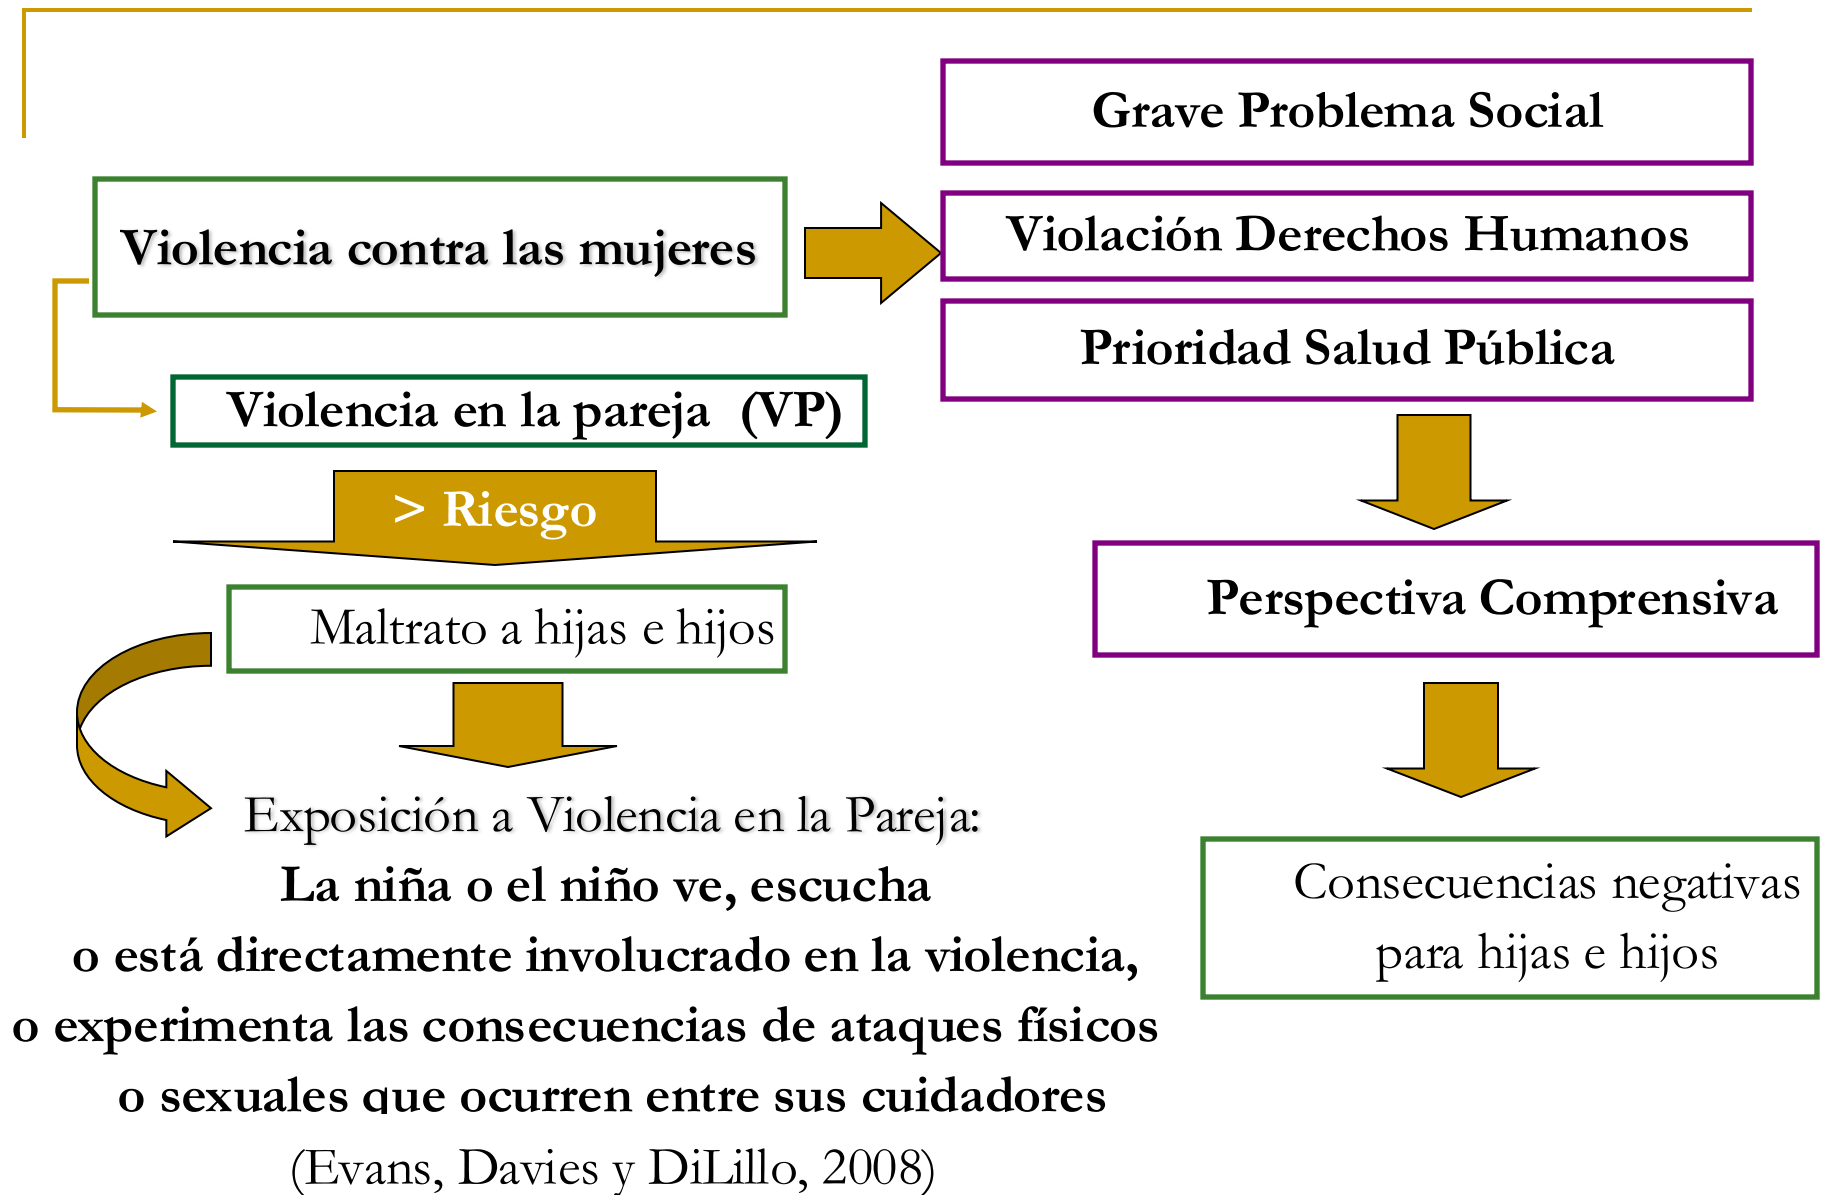 Grave Problema Social
Violencia contra las mujeres
Violación Derechos Humanos
Prioridad Salud Pública
Violencia en la pareja (VP)
> Riesgo
Maltrato a hijas e hijos
Perspectiva Comprensiva
Exposición a Violencia en la Pareja:
La niña o el niño ve, escucha
o está directamente involucrado en la violencia,
o experimenta las consecuencias de ataques físicos
o sexuales que ocurren entre sus cuidadores
(Evans, Davies y DiLillo, 2008)
Consecuencias negativas
para hijas e hijos